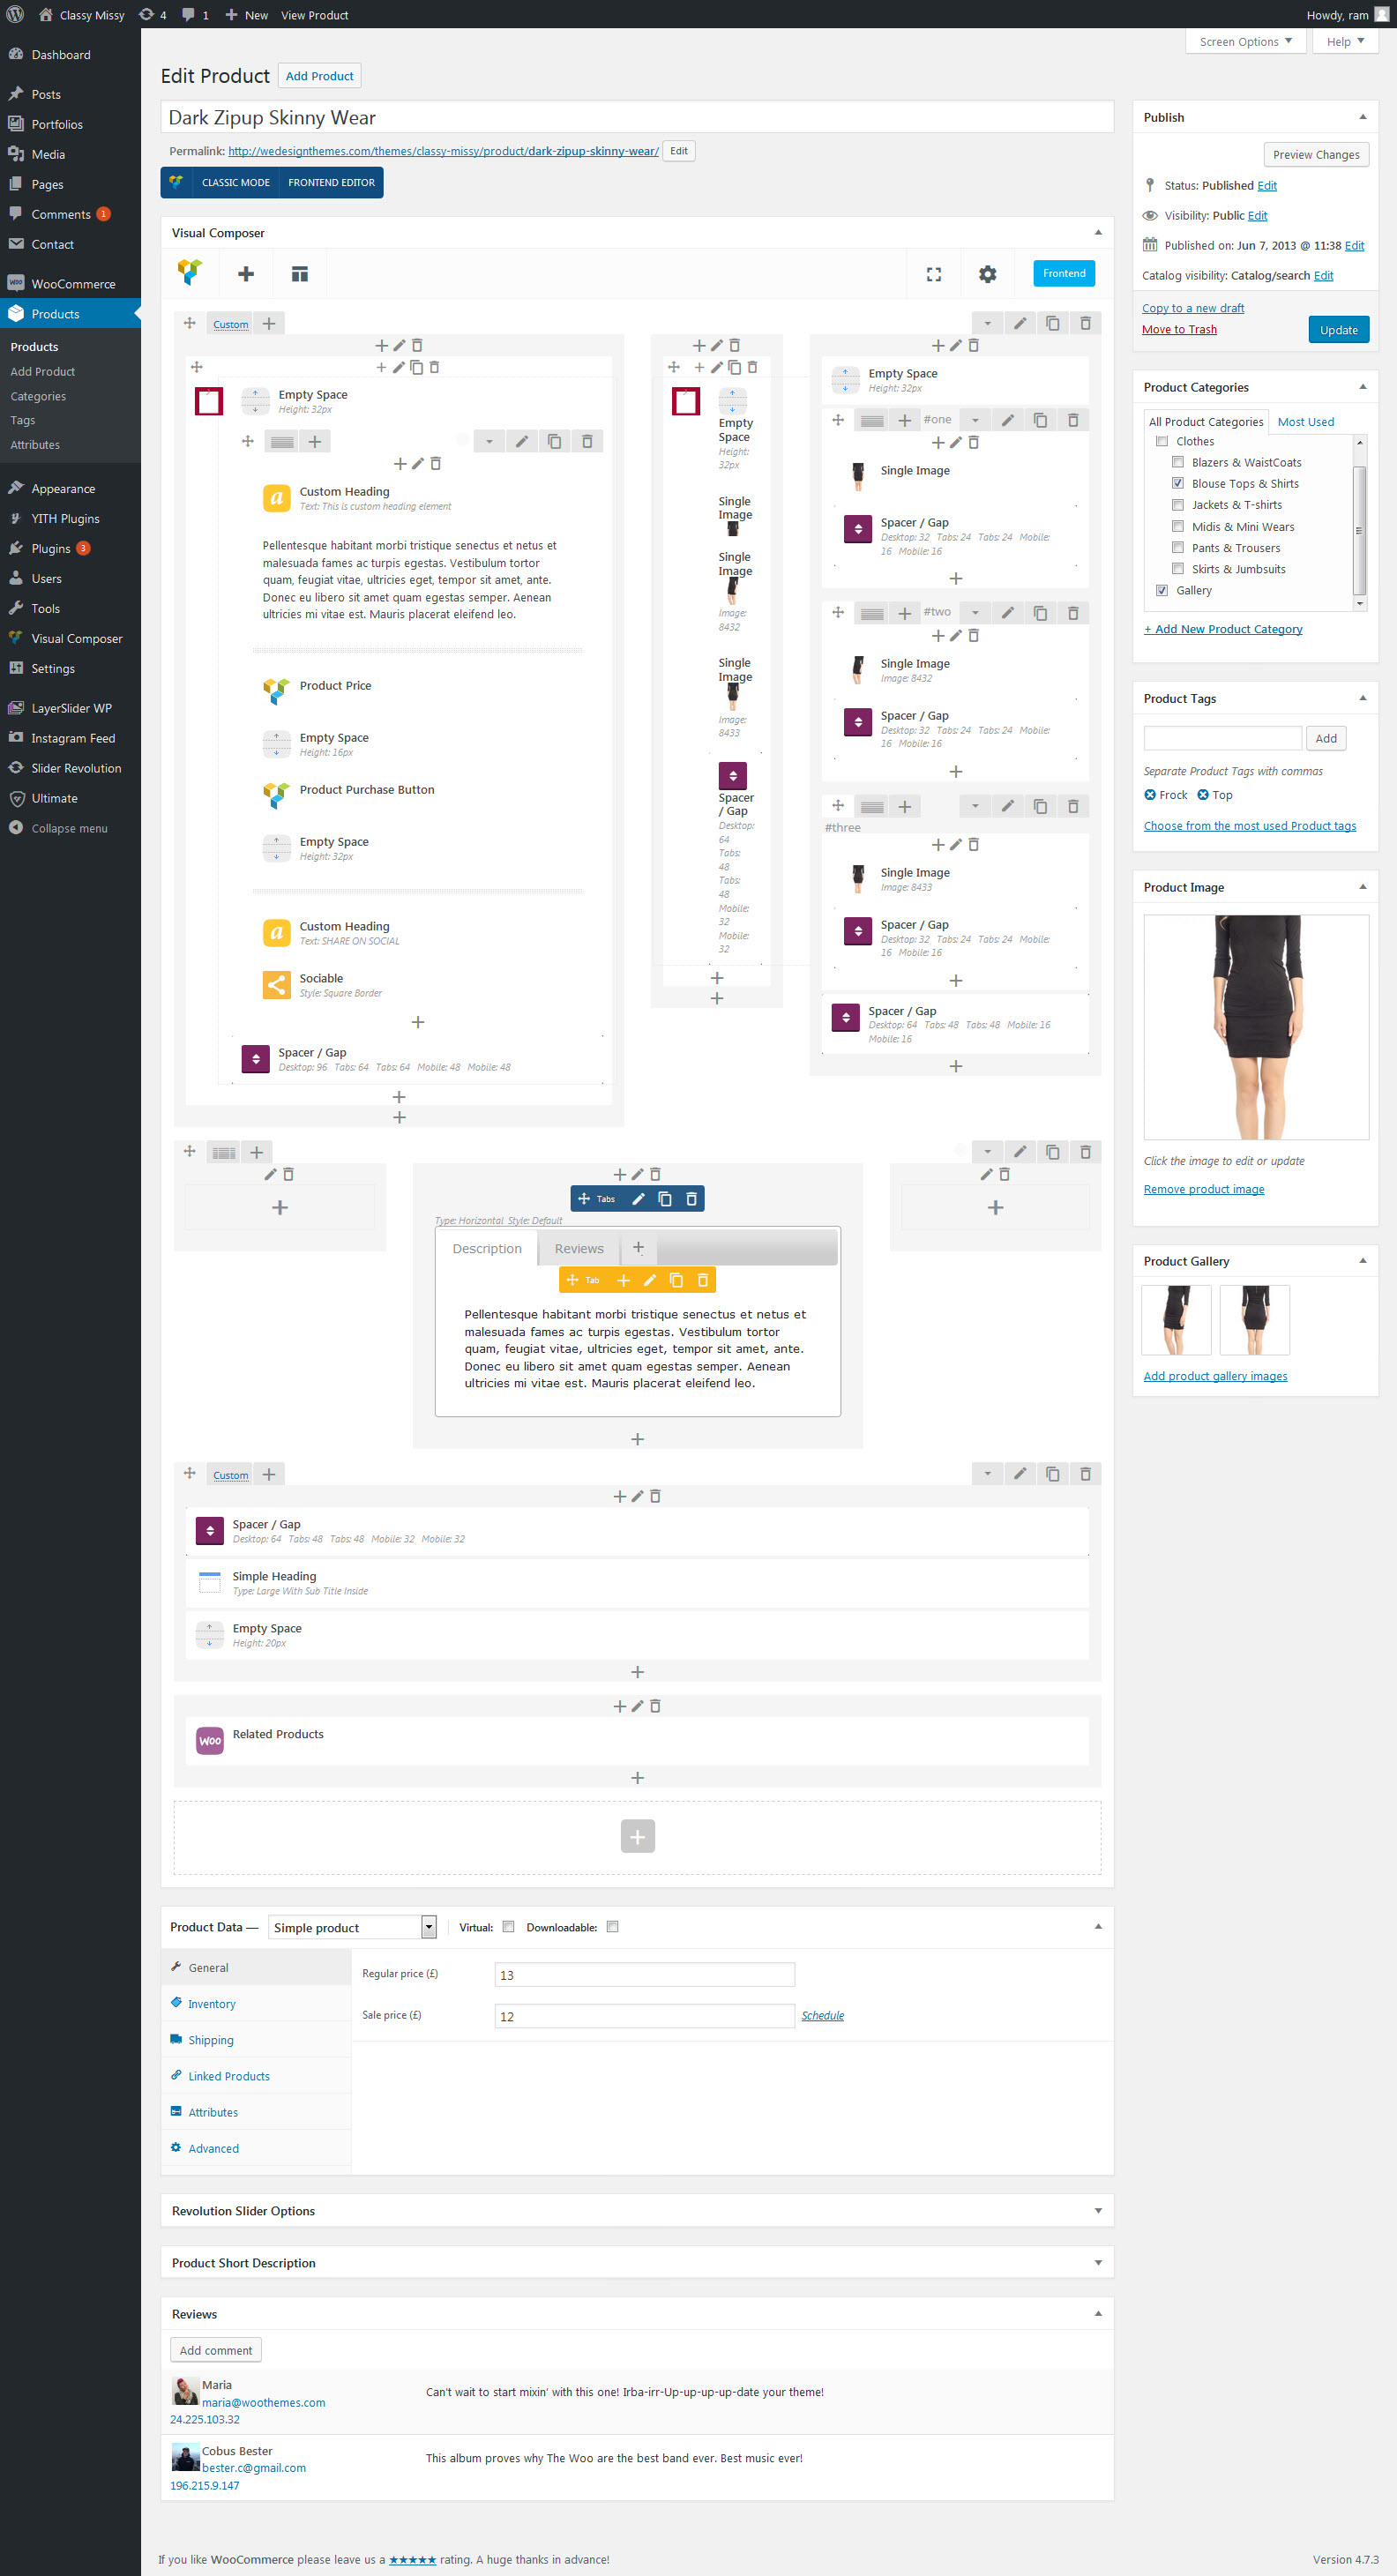 Classy Missy
4
1
New
View Product
Howdy, ram
Screen Options
Help
Dashboard
Posts
Portfolios
Media
Pages
Comments 1
Contact
WooCommerce
Products
Products
Add Product
Categories
Tags
Attributes
Appearance
YITH Plugins
Plugins 3
Users
Tools
Visual Composer
Settings
LayerSlider WP
Instagram Feed
Slider Revolution
Ultimate
Collapse menu
Edit Product
Add Product
Dark Zipup Skinny Wear
Permalink: http://wedesignthemes.com/themes/classy-missy/product/dark-zipup-skinny-wear/ Edit
CLASSIC MODE
FRONTEND EDITOR
Visual Composer
Frontend
Custom
Empty Space
Height: 32px
Custom Heading
Text: This is custom heading element
Pellentesque habitant morbi tristique senectus et netus et
malesuada fames ac turpis egestas. Vestibulum tortor
quam, feugiat vitae, ultricies eget, tempor sit amet, ante.
Donec eu libero sit amet quam egestas semper. Aenean
ultricies mi vitae est. Mauris placerat eleifend leo.
Product Price
Empty Space
Height: 16px
Product Purchase Button
Empty Space
Height: 32px
Custom Heading
Text: SHARE ON SOCIAL
Sociable
Style: Square Border
Spacer / Gap
Desktop: 96 Tabs: 64 Tabs: 64 Mobile: 48 Mobile: 48
Empty
Space
Height:
32px
Single
Image
Single
Image
Image:
8432
Single
Image
Image:
8433
Spacer
/ Gap
Desktop:
64
Tabs:
48
Tabs:
48
Mobile:
32
Mobile:
32
Empty Space
Height: 32px
#one
Single Image
Spacer / Gap
Desktop: 32 Tabs: 24 Tabs: 24 Mobile:
16 Mobile: 16
#two
Single Image
Image: 8432
Spacer / Gap
Desktop: 32 Tabs: 24 Tabs: 24 Mobile:
16 Mobile: 16
#three
Single Image
Image: 8433
Spacer / Gap
Desktop: 32 Tabs: 24 Tabs: 24 Mobile:
16 Mobile: 16
Spacer / Gap
Desktop: 64 Tabs: 48 Tabs: 48 Mobile: 16
Mobile: 16
Tabs
Type: Horizontal Style: Default
Description
Reviews
Tab
Pellentesque habitant morbi tristique senectus et netus et
malesuada fames ac turpis egestas. Vestibulum tortor
quam, feugiat vitae, ultricies eget, tempor sit amet, ante.
Donec eu libero sit amet quam egestas semper. Aenean
ultricies mi vitae est. Mauris placerat eleifend leo.
Custom
Spacer / Gap
Desktop: 64 Tabs: 48 Tabs: 48 Mobile: 32 Mobile: 32
Simple Heading
Type: Large With Sub Title Inside
Empty Space
Height: 20px
Woo
Related Products
Product Data —
Simple product
Virtual:
Downloadable:
General
Inventory
Shipping
Linked Products
Attributes
Advanced
Regular price (£)
13
Sale price (£)
12
Schedule
Revolution Slider Options
Product Short Description
Reviews
Add comment
Maria
maria@woothemes.com
24.225.103.32
Can't wait to start mixin' with this one! Irba-irr-Up-up-up-up-date your theme!
Cobus Bester
bester.c@gmail.com
196.215.9.147
This album proves why The Woo are the best band ever. Best music ever!
Publish
Preview Changes
Status: Published Edit
Visibility: Public Edit
Published on: Jun 7, 2013 @ 11:38 Edit
Catalog visibility: Catalog/search Edit
Copy to a new draft
Move to Trash
Update
Product Categories
All Product Categories
Most Used
Clothes
Blazers & WaistCoats
Blouse Tops & Shirts
Jackets & T-shirts
Midis & Mini Wears
Pants & Trousers
Skirts & Jumbsuits
Gallery
+ Add New Product Category
Product Tags
Add
Separate Product Tags with commas
Frock
Top
Choose from the most used Product tags
Product Image
Click the image to edit or update
Remove product image
Product Gallery
Add product gallery images
If you like WooCommerce please leave us a ★★★★★ rating. A huge thanks in advance!
Version 4.7.3